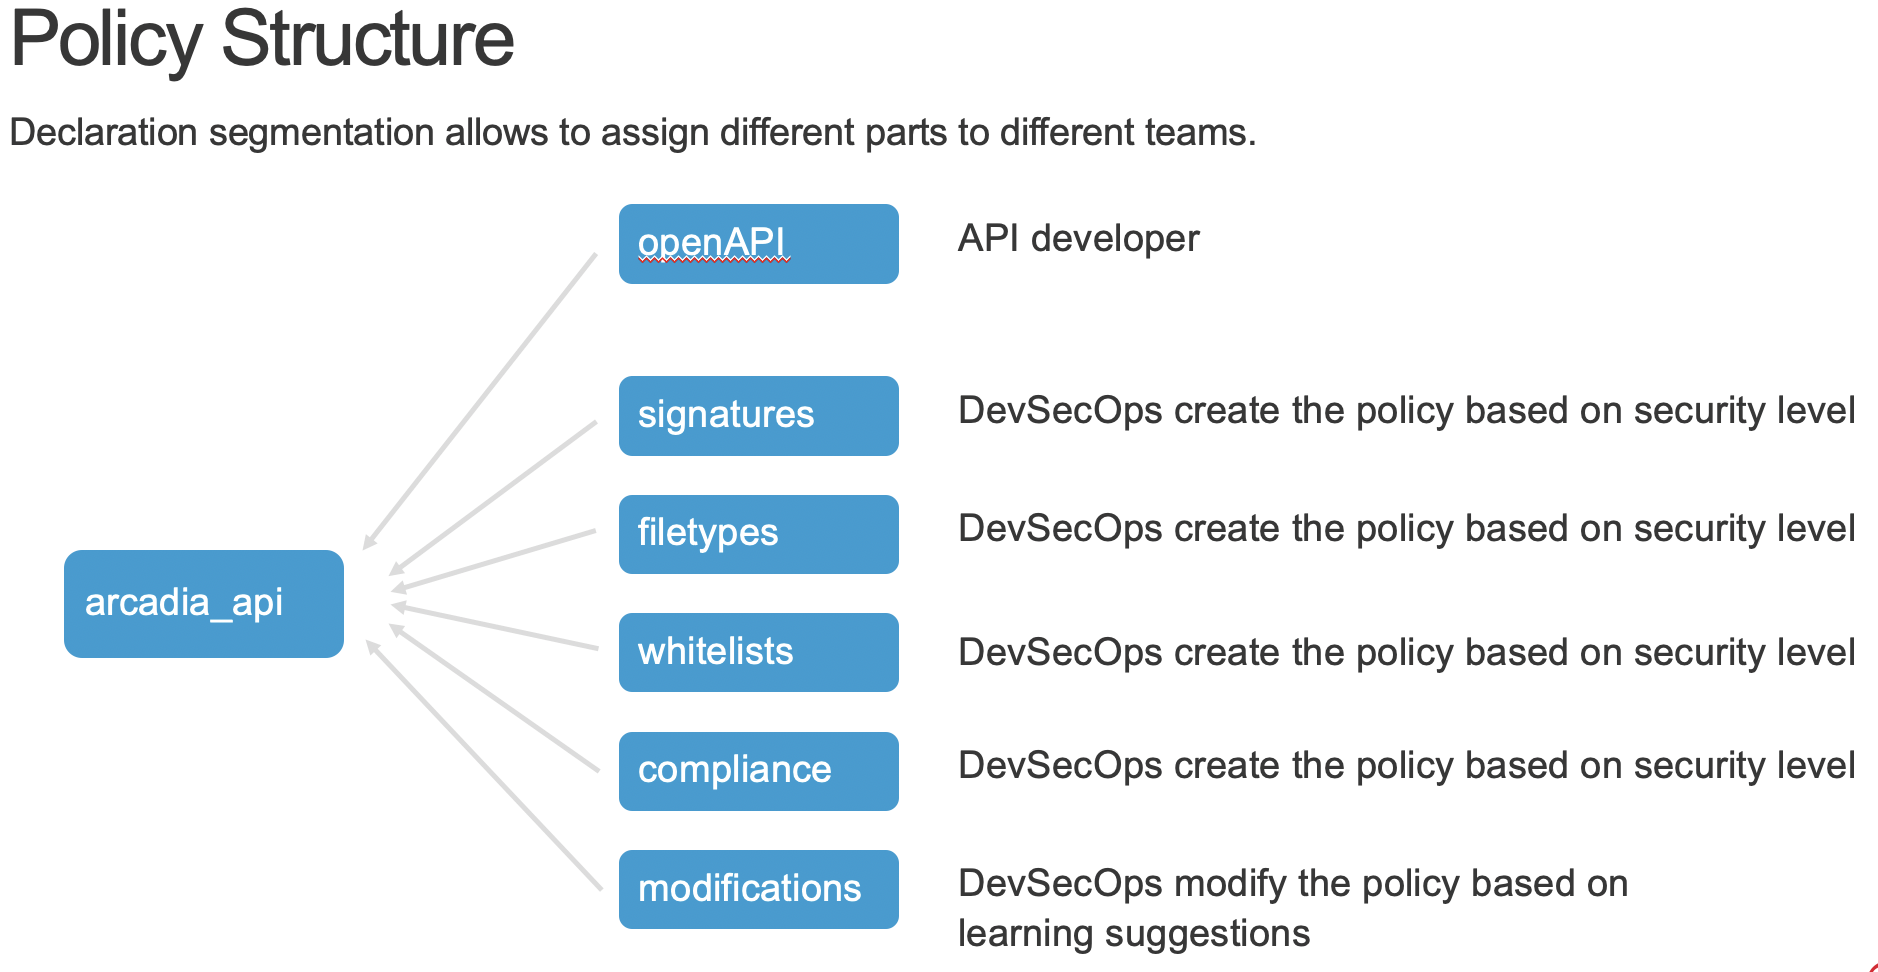 Policy Structure
Declaration segmentation allows to assign different parts to different teams.
openAPI
API developer
signatures
DevSecOps create the policy based on security level
filetypes
DevSecOps create the policy based on security level
arcadia_api
whitelists
DevSecOps create the policy based on security level
compliance
DevSecOps create the policy based on security level
modifications
DevSecOps modify the policy based on
learning suggestions